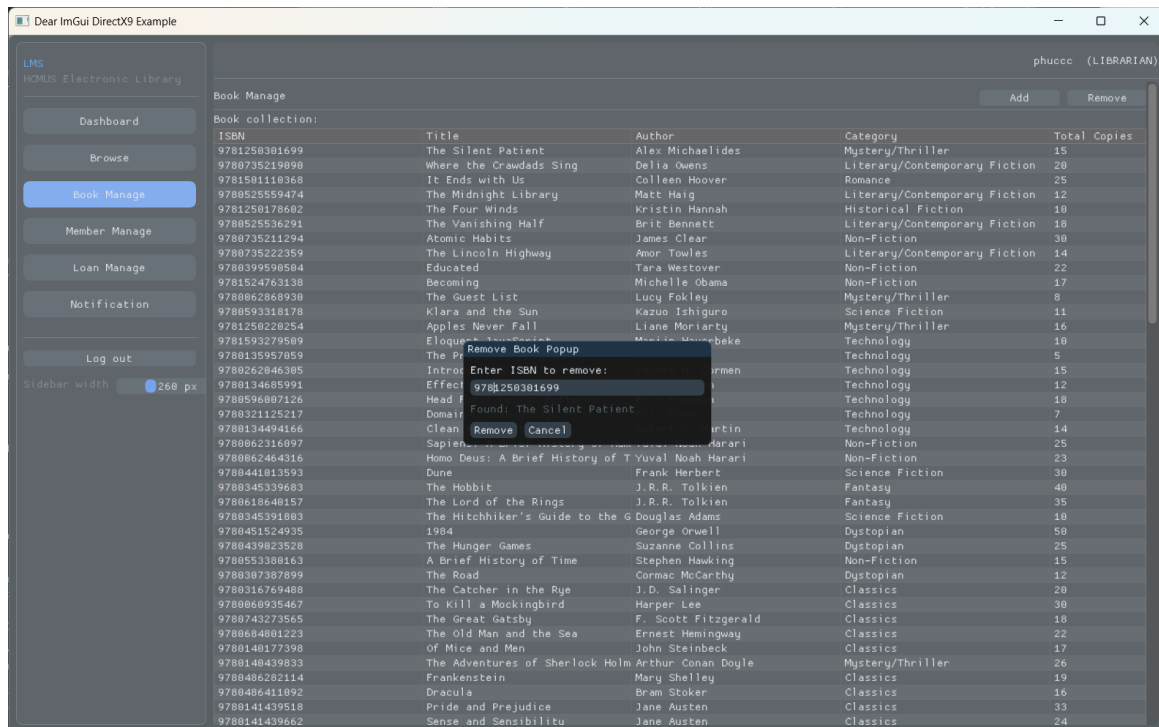 Dear ImGui DirectX9 Example
LMS
HCMUS Electronic Library
phuccc (LIBRARIAN)
Dashboard
Browse
Book Manage
Member Manage
Loan Manage
Notification
Log out
Sidebar width 260 px
Book Manage Add Remove
Book collection:
ISBN Title Author Category Total Copies
9781250301699 The Silent Patient Alex Michaelides Mystery/Thriller 15
9780735219090 Where the Crawdads Sing Delia Owens Literary/Contemporary Fiction 20
9781501110368 It Ends with Us Colleen Hoover Romance 25
9780525559474 The Midnight Library Matt Haig Literary/Contemporary Fiction 12
9781250178602 The Four Winds Kristin Hannah Historical Fiction 10
9780525536291 The Vanishing Half Brit Bennett Literary/Contemporary Fiction 18
9780735211294 Atomic Habits James Clear Non-Fiction 30
9780735222359 The Lincoln Highway Amor Towles Literary/Contemporary Fiction 14
9780399590504 Educated Tara Westover Non-Fiction 22
9781524763138 Becoming Michelle Obama Non-Fiction 17
9780062868930 The Guest List Lucy Fokley Mystery/Thriller 8
9780593318178 Klara and the Sun Kazuo Ishiguro Science Fiction 11
9781250220254 Apples Never Fall Liane Moriarty Mystery/Thriller 16
9781593279509 Technology 10
9780135957059 Technology 5
9780262046305 Technology 15
9780134685991 Technology 12
9780596007126 Head Technology 18
9780321125217 Technology 7
9780134494166 Clean Technology 14
9780062316097 Yuval Noah Harari Non-Fiction 25
9780062464316 Homo Deus: A Brief History of T Yuval Noah Harari Non-Fiction 23
9780441013593 Dune Frank Herbert Science Fiction 30
9780345339683 The Hobbit J.R.R. Tolkien Fantasy 40
9780618640157 The Lord of the Rings J.R.R. Tolkien Fantasy 35
9780345391803 The Hitchhiker's Guide to the G Douglas Adams Science Fiction 10
9780451524935 1984 George Orwell Dystopian 50
9780439023528 The Hunger Games Suzanne Collins Dystopian 25
9780553380163 A Brief History of Time Stephen Hawking Non-Fiction 15
9780307387899 The Road Cormac McCarthy Dystopian 12
9780316769488 The Catcher in the Rye J.D. Salinger Classics 20
9780060935467 To Kill a Mockingbird Harper Lee Classics 30
9780743273565 The Great Gatsby F. Scott Fitzgerald Classics 18
9780684801223 The Old Man and the Sea Ernest Hemingway Classics 22
9780140177398 Of Mice and Men John Steinbeck Classics 17
9780140439833 The Adventures of Sherlock Holm Arthur Conan Doyle Mystery/Thriller 26
9780486282114 Frankenstein Mary Shelley Classics 19
9780486411092 Dracula Bram Stoker Classics 16
9780141439518 Pride and Prejudice Jane Austen Classics 33
9780141439662 Sense and Sensibility Jane Austen Classics 24
Remove Book Popup
Enter ISBN to remove:
9781250301699
Found: The Silent Patient
Remove Cancel